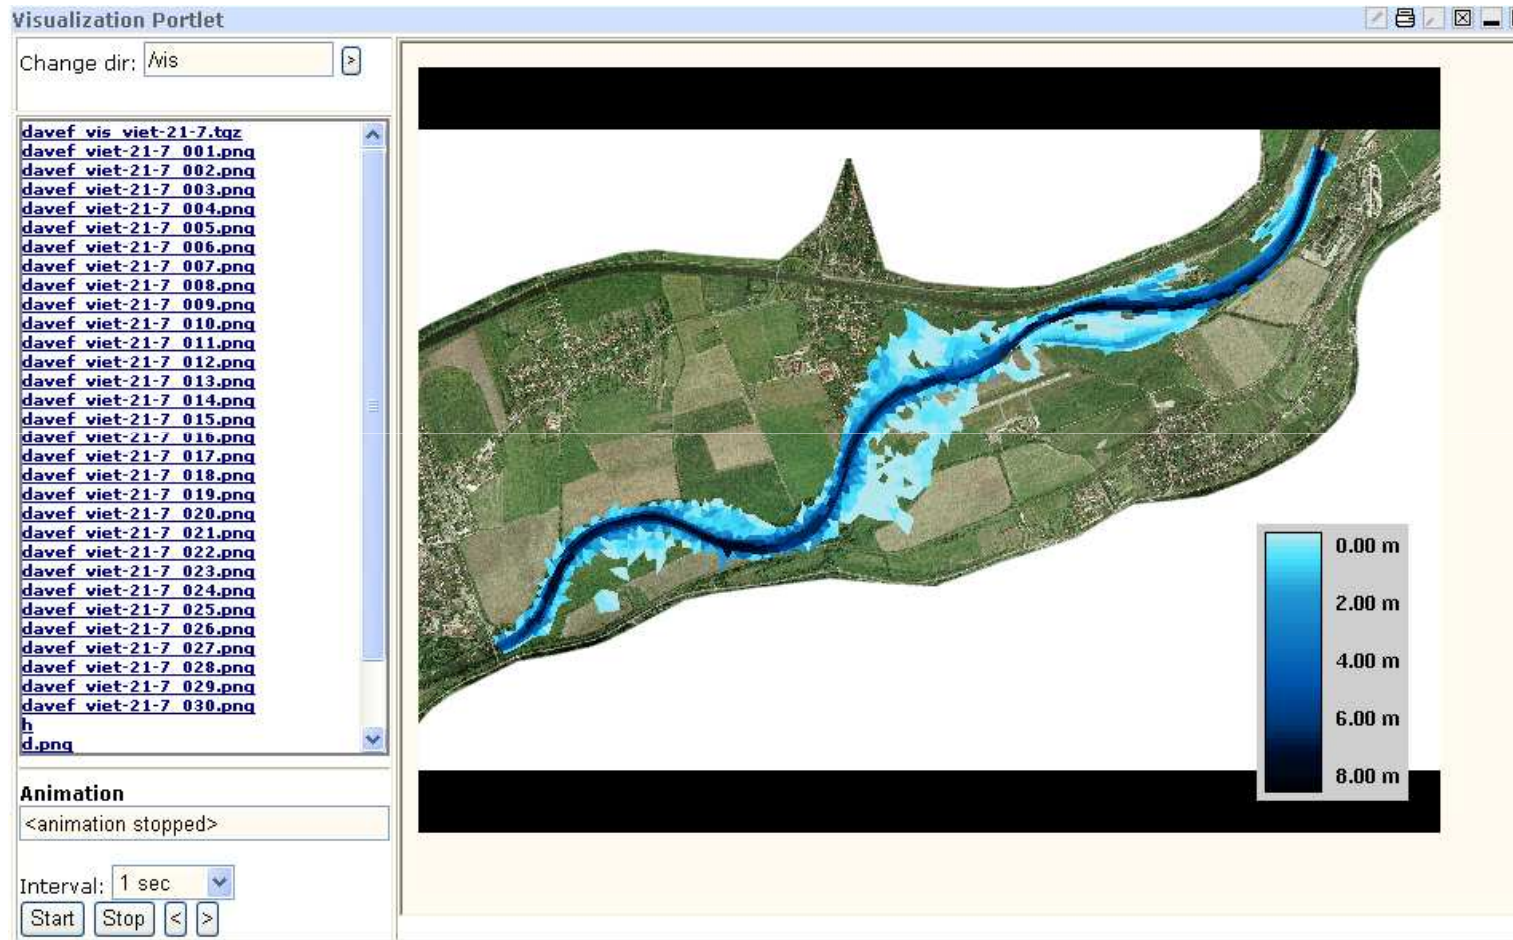 Visualization Portlet
Change dir: /vis >
davef_vis_viet-21-7.tgz
davef_viet-21-7_001.png
davef_viet-21-7_002.png
davef_viet-21-7_003.png
davef_viet-21-7_004.png
davef_viet-21-7_005.png
davef_viet-21-7_006.png
davef_viet-21-7_007.png
davef_viet-21-7_008.png
davef_viet-21-7_009.png
davef_viet-21-7_010.png
davef_viet-21-7_011.png
davef_viet-21-7_012.png
davef_viet-21-7_013.png
davef_viet-21-7_014.png
davef_viet-21-7_015.png
davef_viet-21-7_016.png
davef_viet-21-7_017.png
davef_viet-21-7_018.png
davef_viet-21-7_019.png
davef_viet-21-7_020.png
davef_viet-21-7_021.png
davef_viet-21-7_022.png
davef_viet-21-7_023.png
davef_viet-21-7_024.png
davef_viet-21-7_025.png
davef_viet-21-7_026.png
davef_viet-21-7_027.png
davef_viet-21-7_028.png
davef_viet-21-7_029.png
davef_viet-21-7_030.png
h
d.png
Animation
<animation stopped>
Interval: 1 sec
Start Stop < >
0.00 m
2.00 m
4.00 m
6.00 m
8.00 m